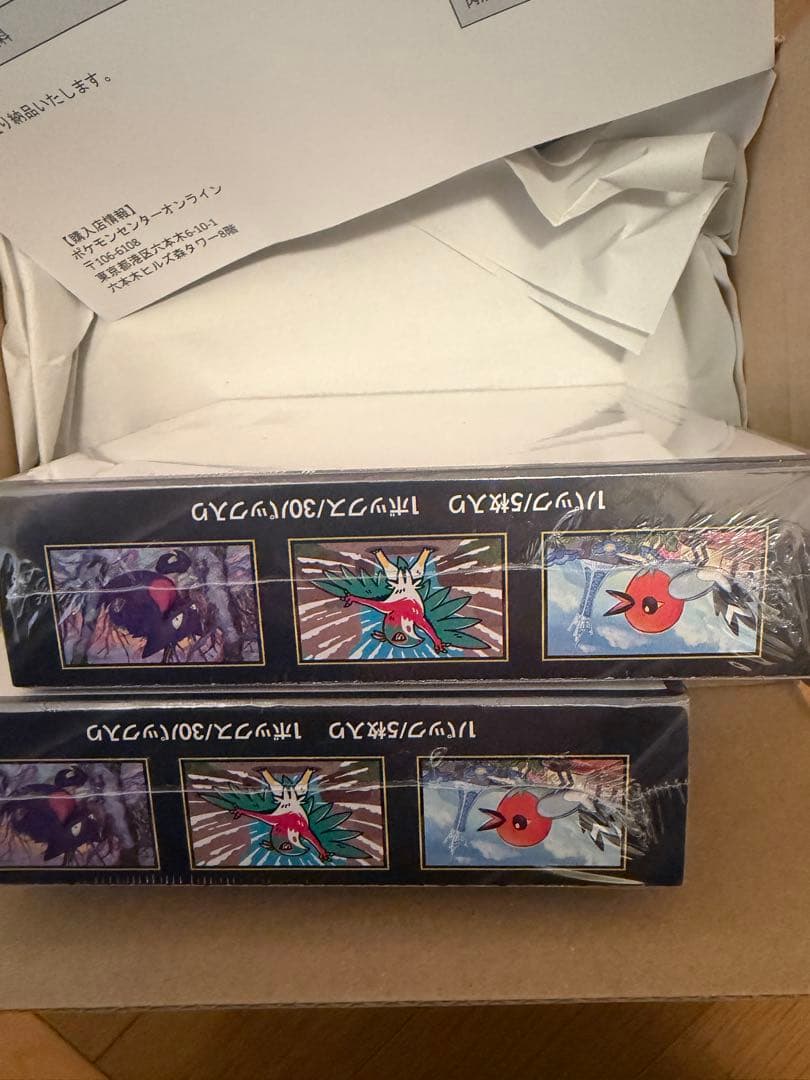 料
り納品いたします。
【購入店情報】
ポケモンセンターオンライン
〒106-6108
東京都港区六本木6-10-1
六本木ヒルズ森タワー8階
1パック/5枚入り 1ボックス/30パック入り
1パック/5枚入り 1ボックス/30パック入り